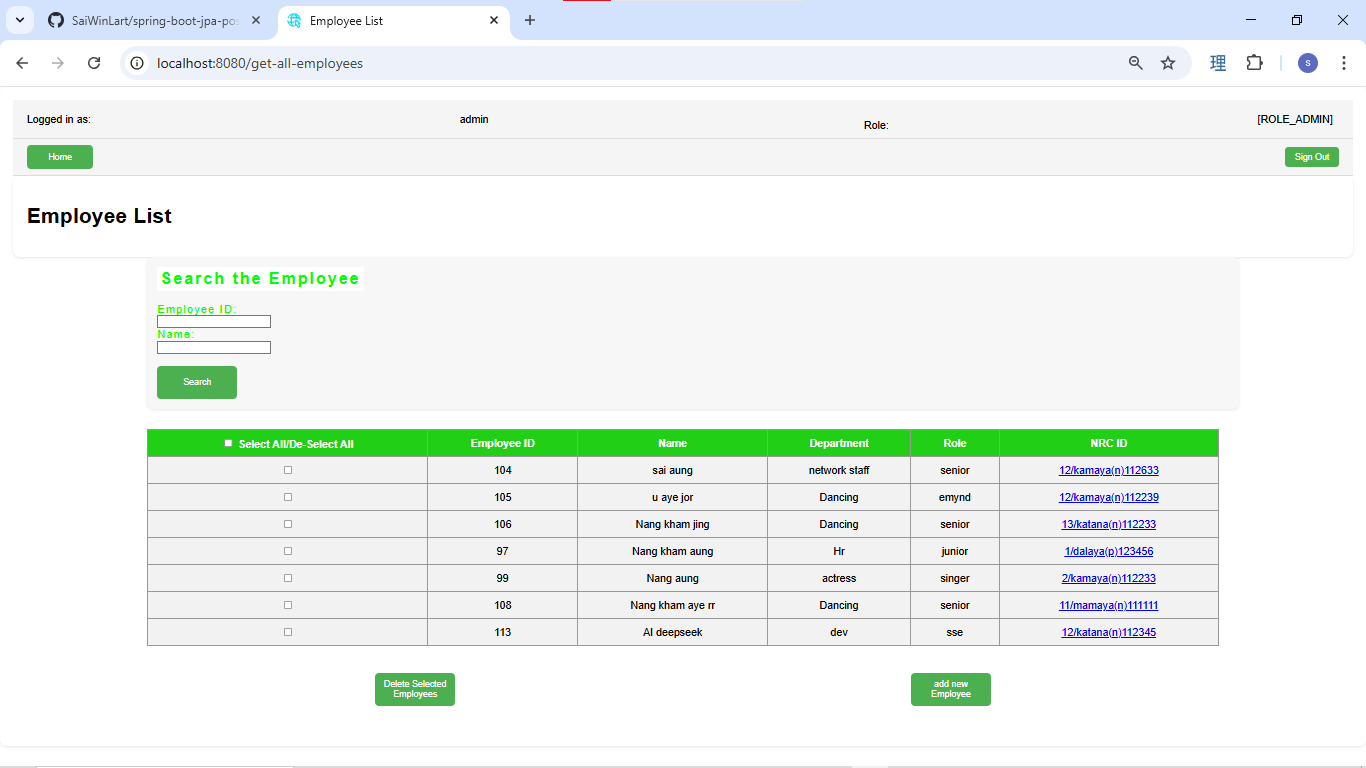 SaiWinLart/spring-boot-jpa-pos
Employee List
localhost:8080/get-all-employees
理
s
Logged in as: admin Role: [ROLE_ADMIN]
Home Sign Out
Employee List
Search the Employee
Employee ID:
Name:
Search
Select All/De-Select All Employee ID Name Department Role NRC ID
104 sai aung network staff senior 12/kamaya(n)112633
105 u aye jor Dancing emynd 12/kamaya(n)112239
106 Nang kham jing Dancing senior 13/katana(n)112233
97 Nang kham aung Hr junior 1/dalaya(p)123456
99 Nang aung actress singer 2/kamaya(n)112233
108 Nang kham aye rr Dancing senior 11/mamaya(n)111111
113 AI deepseek dev sse 12/katana(n)112345
Delete Selected
Employees
add new
Employee